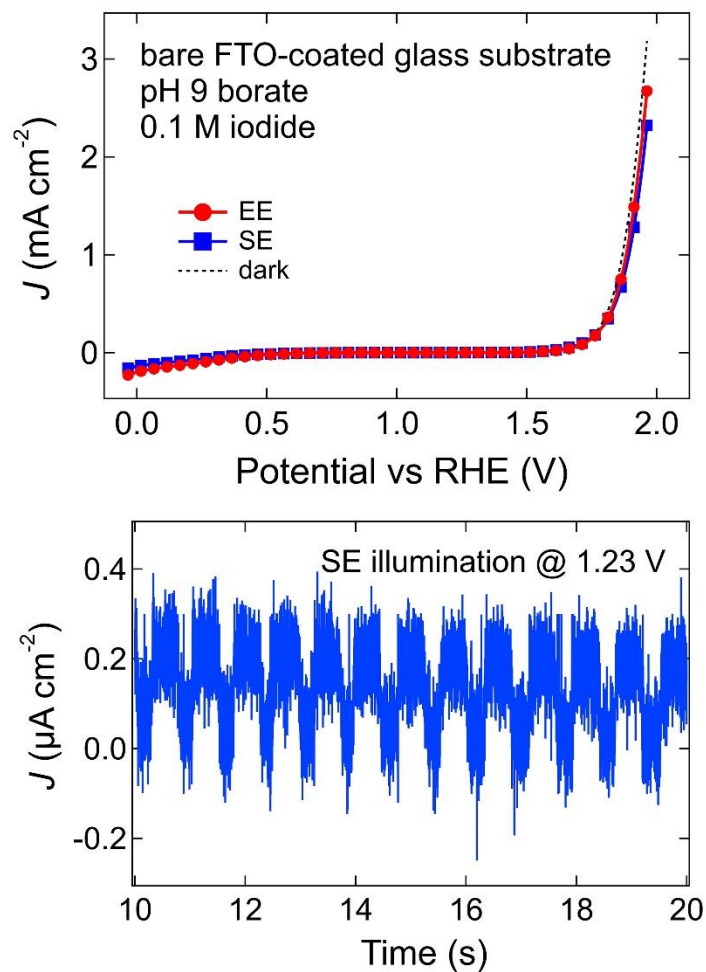 bare FTO-coated glass substrate
pH 9 borate
0.1 M iodide
EE
SE
dark
J (mA cm⁻²)
3
2
1
0
0.0 0.5 1.0 1.5 2.0
Potential vs RHE (V)
SE illumination @ 1.23 V
J (µA cm⁻²)
0.4
0.2
0.0
-0.2
10 12 14 16 18 20
Time (s)